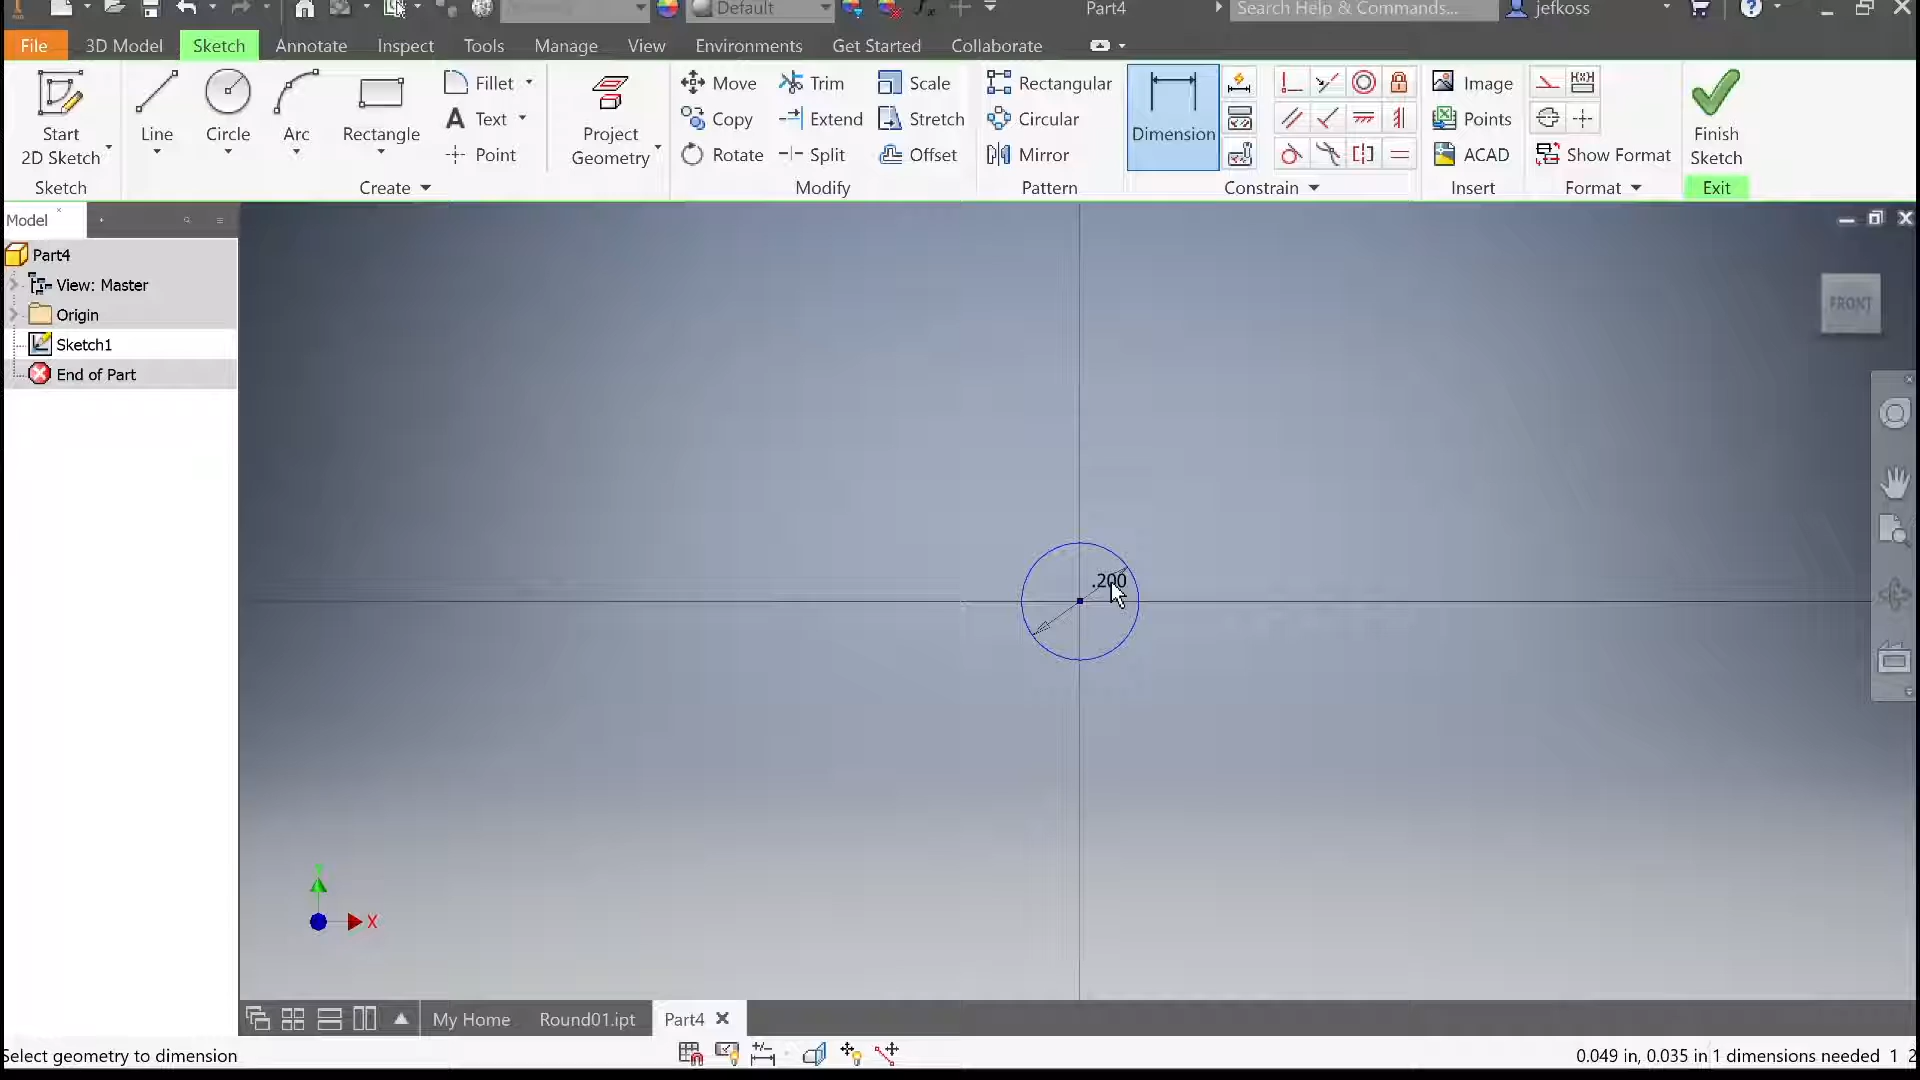 Default
Part4
Search Help & Commands...
jefkoss
File
3D Model
Sketch
Annotate
Inspect
Tools
Manage
View
Environments
Get Started
Collaborate
Start
2D Sketch
Line
Circle
Arc
Rectangle
Fillet
Text
Point
Project
Geometry
Move
Copy
Rotate
Trim
Extend
Split
Scale
Stretch
Offset
Rectangular
Circular
Mirror
Dimension
Image
Points
ACAD
Show Format
Finish
Sketch
Sketch
Create
Modify
Pattern
Constrain
Insert
Format
Exit
Model
Part4
View: Master
Origin
Sketch1
End of Part
FRONT
.200
X
My Home
Round01.ipt
Part4
Select geometry to dimension
0.049 in, 0.035 in 1 dimensions needed 1 2